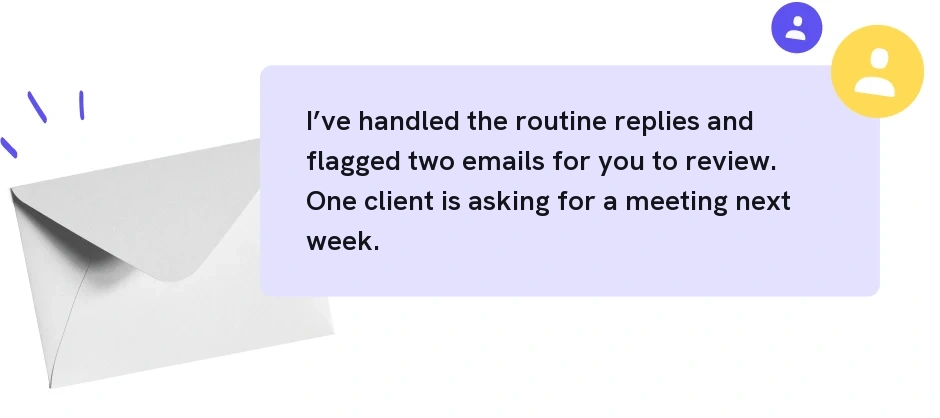 I’ve handled the routine replies and
flagged two emails for you to review.
One client is asking for a meeting next
week.